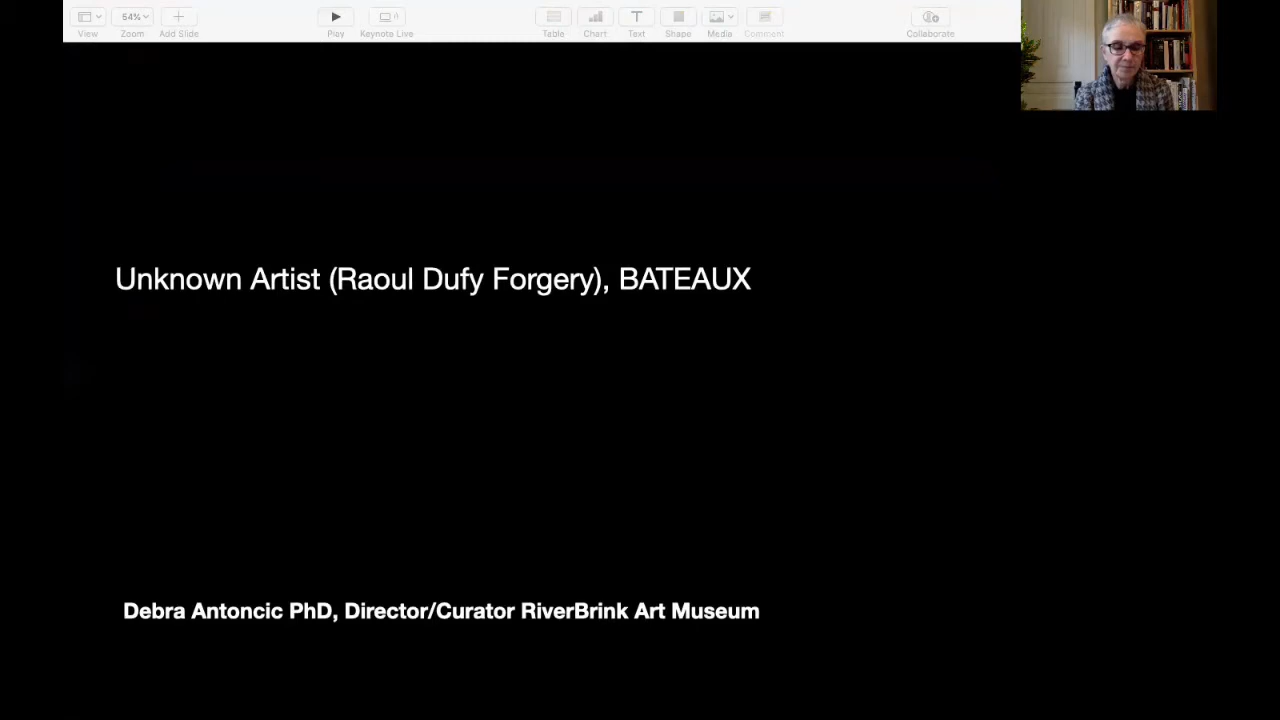 54%
View Zoom Add Slide Play Keynote Live Table Chart Text Shape Media Comment Collaborate
Unknown Artist (Raoul Dufy Forgery), BATEAUX
Debra Antoncic PhD, Director/Curator RiverBrink Art Museum